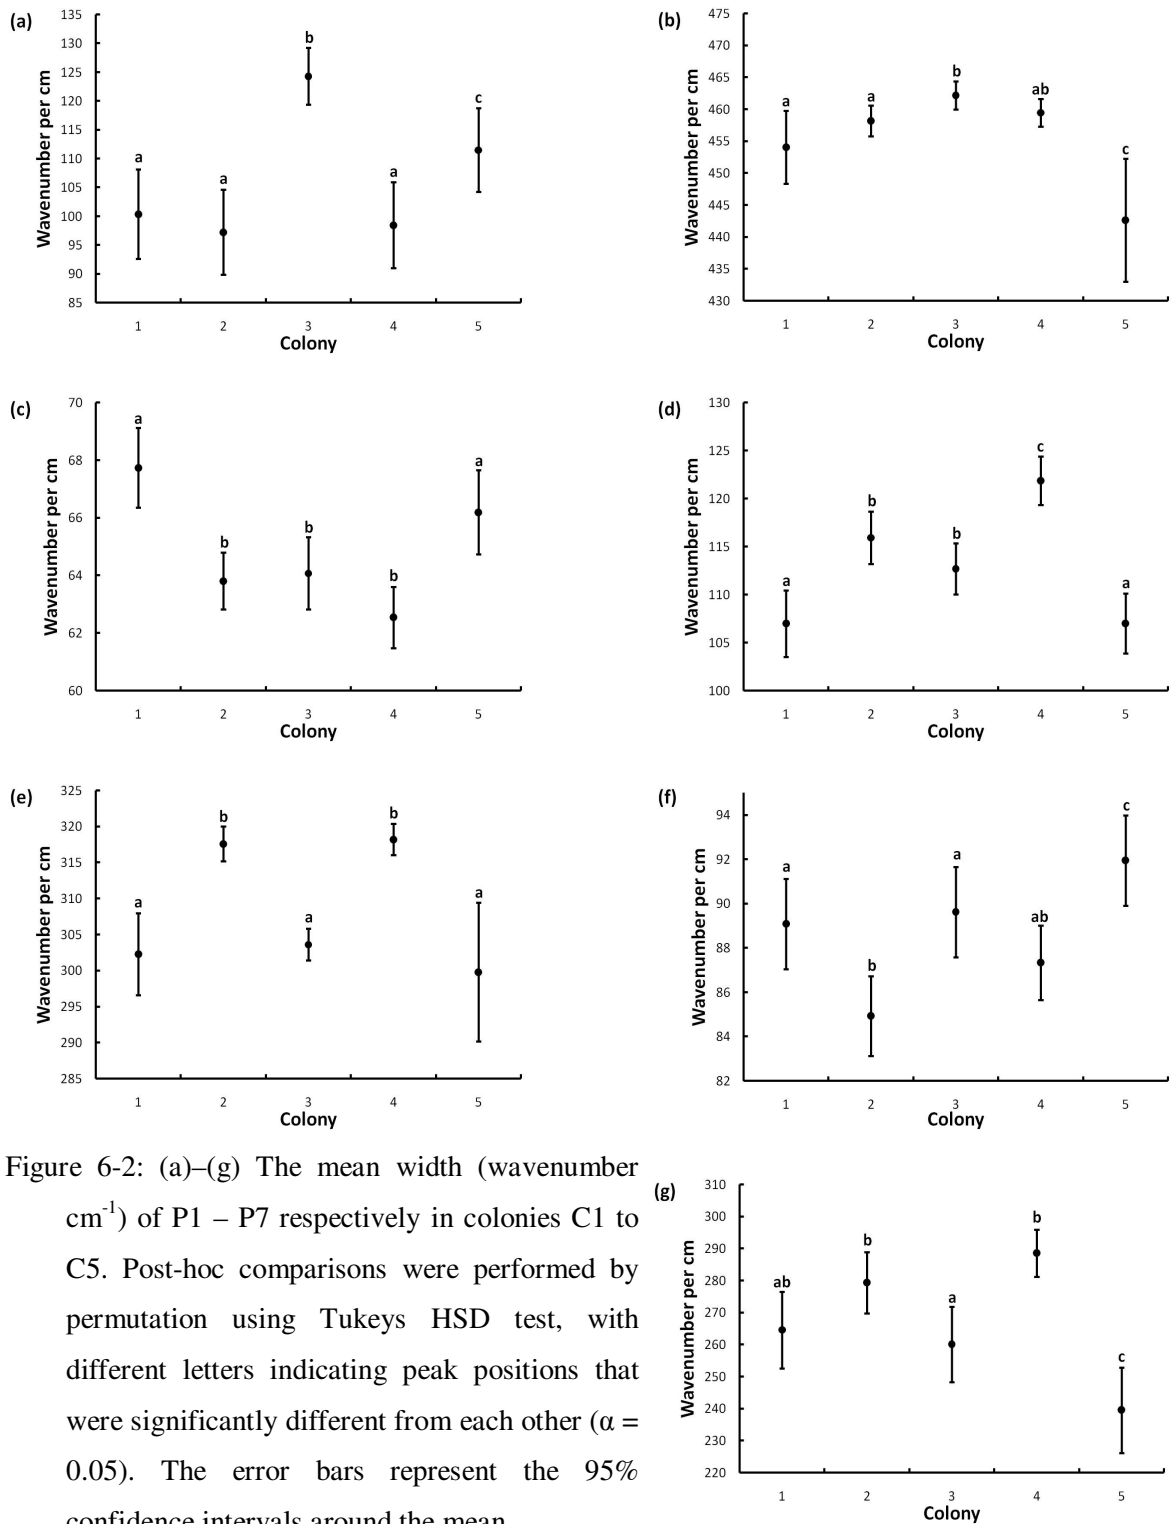 (a)
135
130
125
120
115
110
105
100
95
90
85
Wavenumber per cm
a
a
b
a
c
1 2 3 4 5
Colony
(b)
475
470
465
460
455
450
445
440
435
430
Wavenumber per cm
a
a
b
ab
c
1 2 3 4 5
Colony
(c)
70
68
66
64
62
60
Wavenumber per cm
a
b
b
b
a
1 2 3 4 5
Colony
(d)
130
125
120
115
110
105
100
Wavenumber per cm
a
b
b
c
a
1 2 3 4 5
Colony
(e)
325
320
315
310
305
300
295
290
285
Wavenumber per cm
a
b
a
b
a
1 2 3 4 5
Colony
(f)
94
92
90
88
86
84
82
Wavenumber per cm
a
b
a
ab
c
1 2 3 4 5
Colony
Figure 6-2: (a)–(g) The mean width (wavenumber
cm⁻¹) of P1 – P7 respectively in colonies C1 to
C5. Post-hoc comparisons were performed by
permutation using Tukeys HSD test, with
different letters indicating peak positions that
were significantly different from each other (α =
0.05). The error bars represent the 95%
confidence intervals around the mean
(g)
310
300
290
280
270
260
250
240
230
220
Wavenumber per cm
ab
b
a
b
c
1 2 3 4 5
Colony